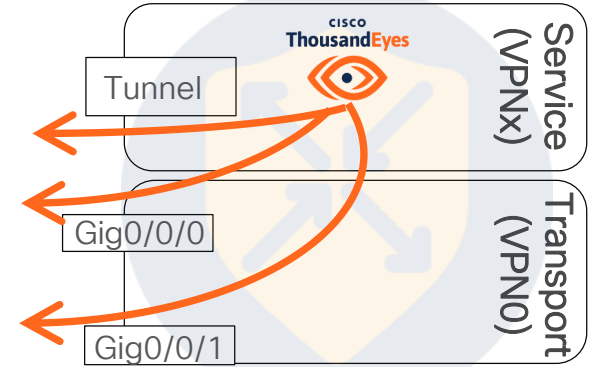 CISCO
ThousandEyes
Tunnel
Service
(VPNx)
Gig0/0/0
Transport
(VPN0)
Gig0/0/1